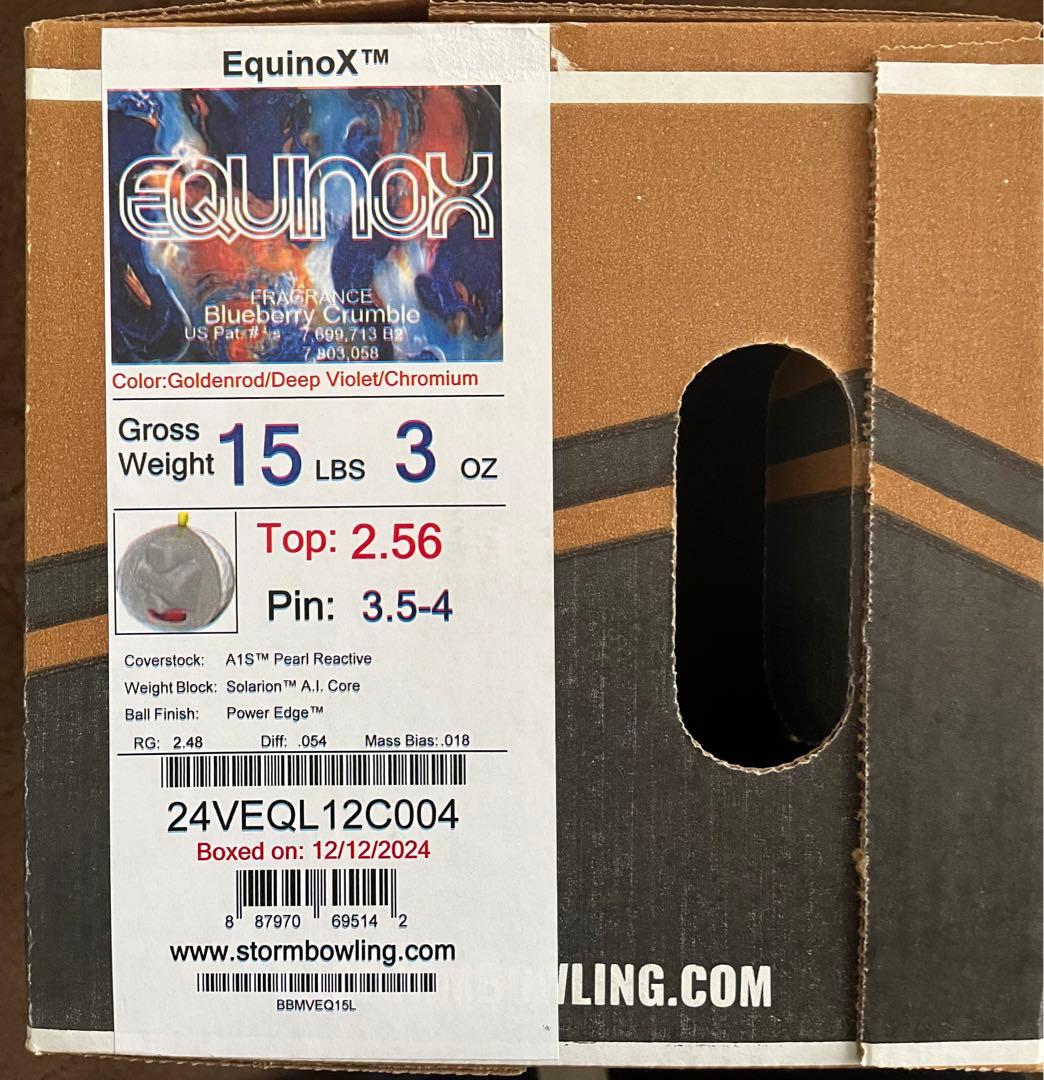 EquinoX™
EQUINOX
FRAGRANCE
Blueberry Crumble
US Pat. #'s 7,699,713 B2
7,803,058
Color:Goldenrod/Deep Violet/Chromium
Gross Weight 15 LBS 3 OZ
Top: 2.56
Pin: 3.5-4
Coverstock: A1S™ Pearl Reactive
Weight Block: Solarion™ A.I. Core
Ball Finish: Power Edge™
RG: 2.48 Diff: .054 Mass Bias: .018
24VEQL12C004
Boxed on: 12/12/2024
8 87970 69514 2
www.stormbowling.com
BBMVEQ15L
WLING.COM